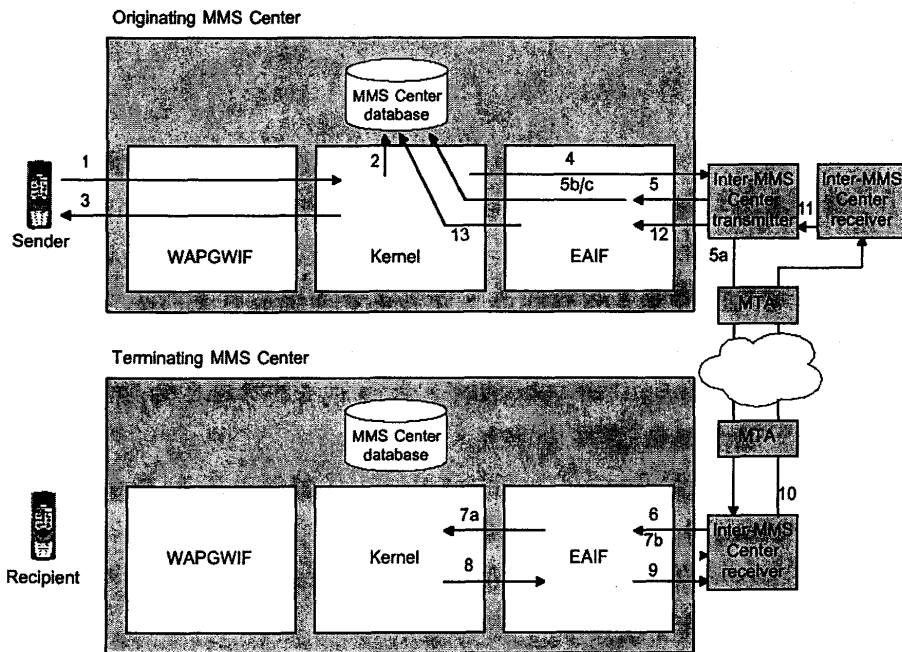 Originating MMS Center
MMS Center
database
1
2
4
5b/c
5
3
13
12
11
5a
Sender
WAPGWIF
Kernel
EAIF
Inter-MMS
Center
transmitter
Inter-MMS
Center
receiver
MTA
Terminating MMS Center
MMS Center
database
MTA
10
7a
6
7b
8
9
Recipient
WAPGWIF
Kernel
EAIF
Inter-MMS
Center
receiver